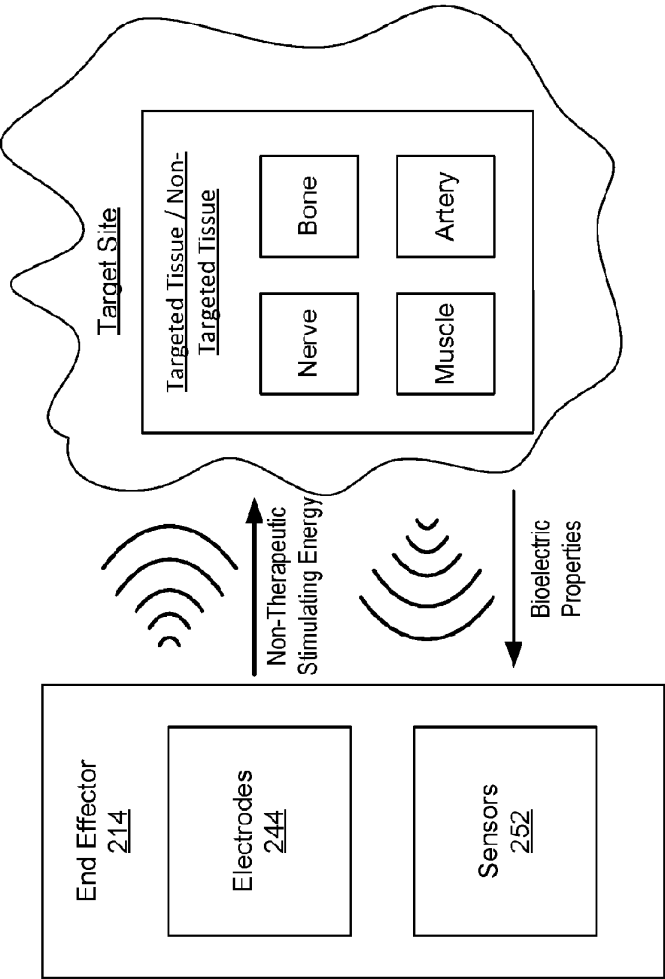 End Effector
214
Electrodes
244
Sensors
252
Non-Therapeutic
Stimulating Energy
Bioelectric
Properties
Target Site
Targeted Tissue / Non-
Targeted Tissue
Nerve
Bone
Muscle
Artery